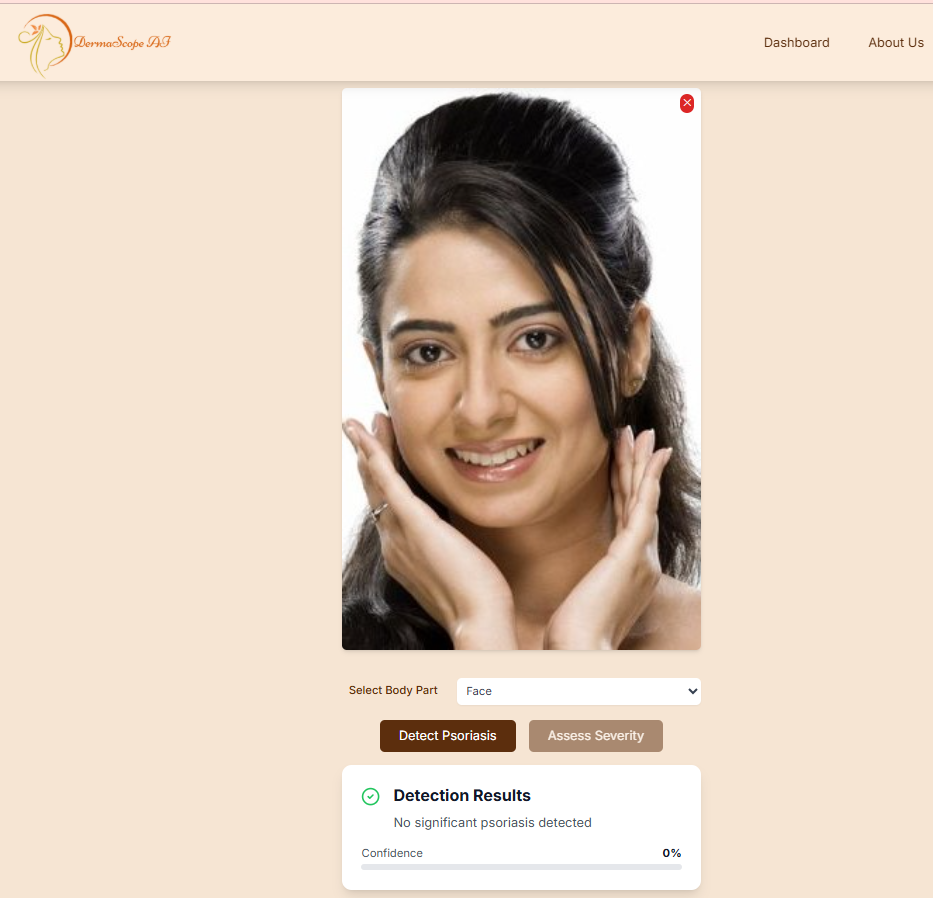 DermaScope AI
Dashboard
About Us
Select Body Part
Face
Detect Psoriasis
Assess Severity
Detection Results
No significant psoriasis detected
Confidence
0%